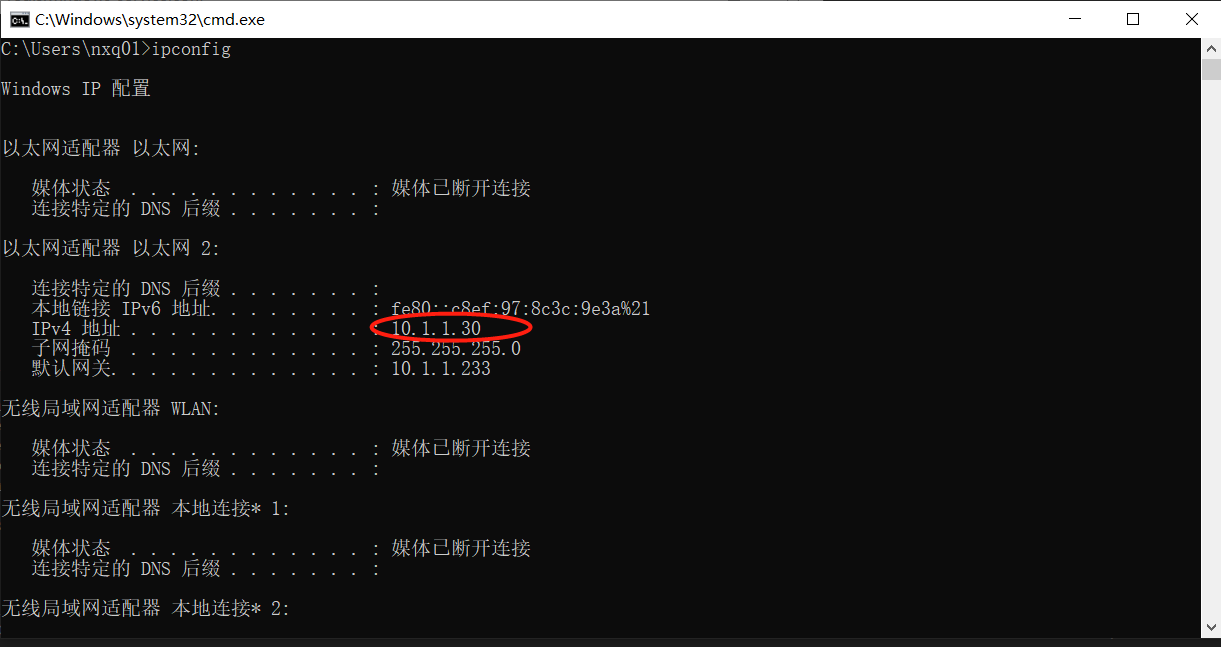 C:\Windows\system32\cmd.exe
C:\Users\nxq01>ipconfig
Windows IP 配置
以太网适配器 以太网:
媒体状态 . . . . . . . . . . . . : 媒体已断开连接
连接特定的 DNS 后缀 . . . . . . . :
以太网适配器 以太网 2:
连接特定的 DNS 后缀 . . . . . . . :
本地链接 IPv6 地址. . . . . . . . : fe80::c8ef:97:8c3c:9e3a%21
IPv4 地址 . . . . . . . . . . . . : 10.1.1.30
子网掩码 . . . . . . . . . . . . : 255.255.255.0
默认网关. . . . . . . . . . . . . : 10.1.1.233
无线局域网适配器 WLAN:
媒体状态 . . . . . . . . . . . . : 媒体已断开连接
连接特定的 DNS 后缀 . . . . . . . :
无线局域网适配器 本地连接* 1:
媒体状态 . . . . . . . . . . . . : 媒体已断开连接
连接特定的 DNS 后缀 . . . . . . . :
无线局域网适配器 本地连接* 2: